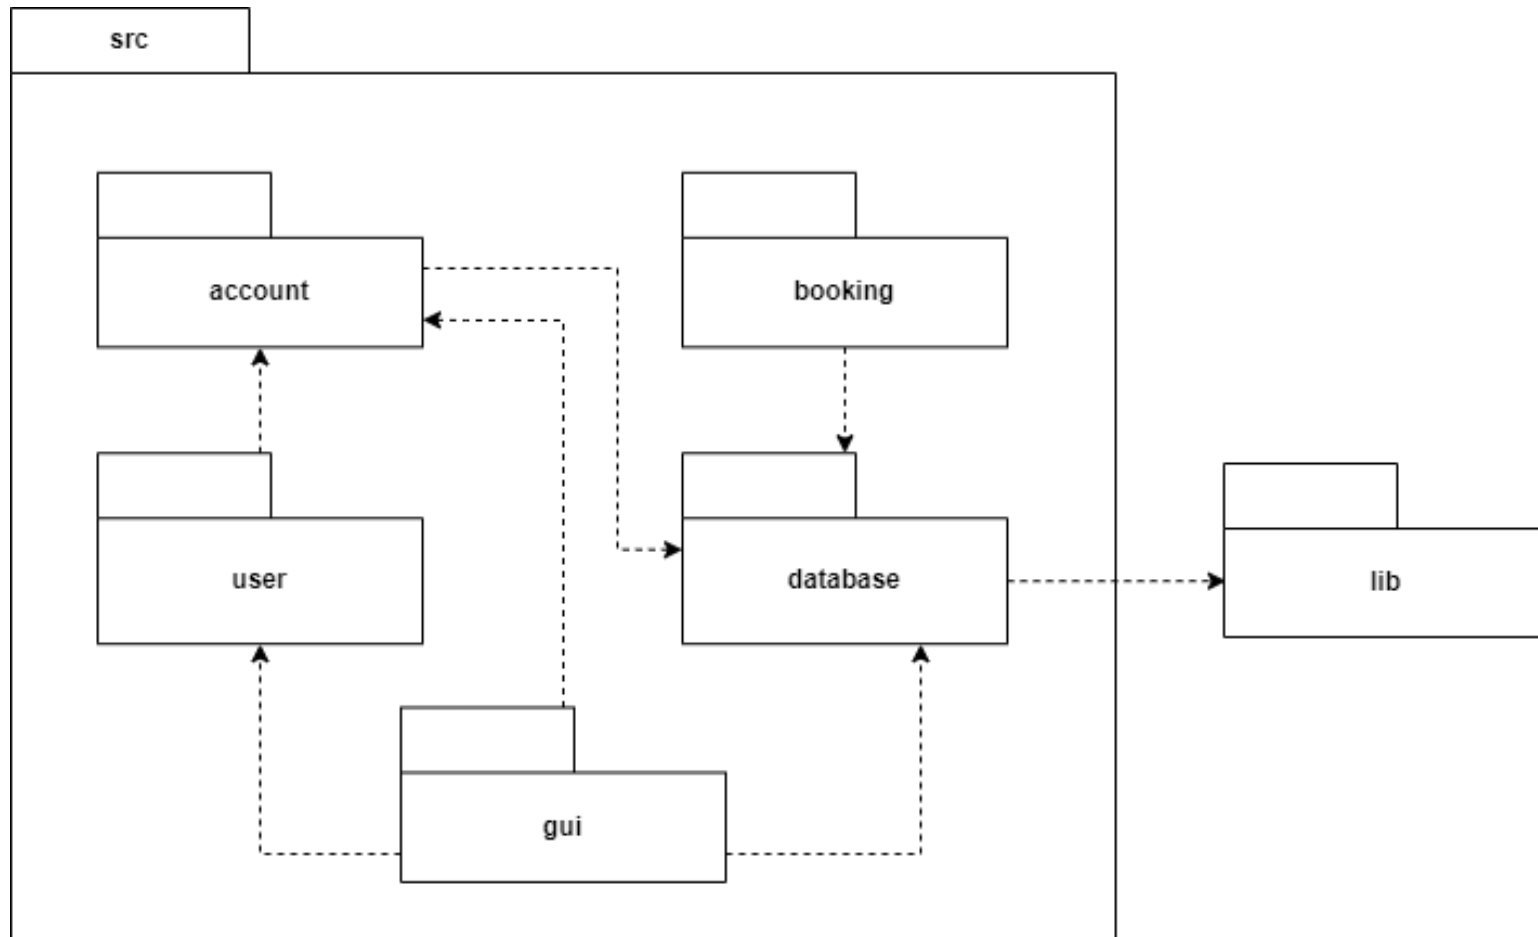 src
account
booking
user
database
lib
gui